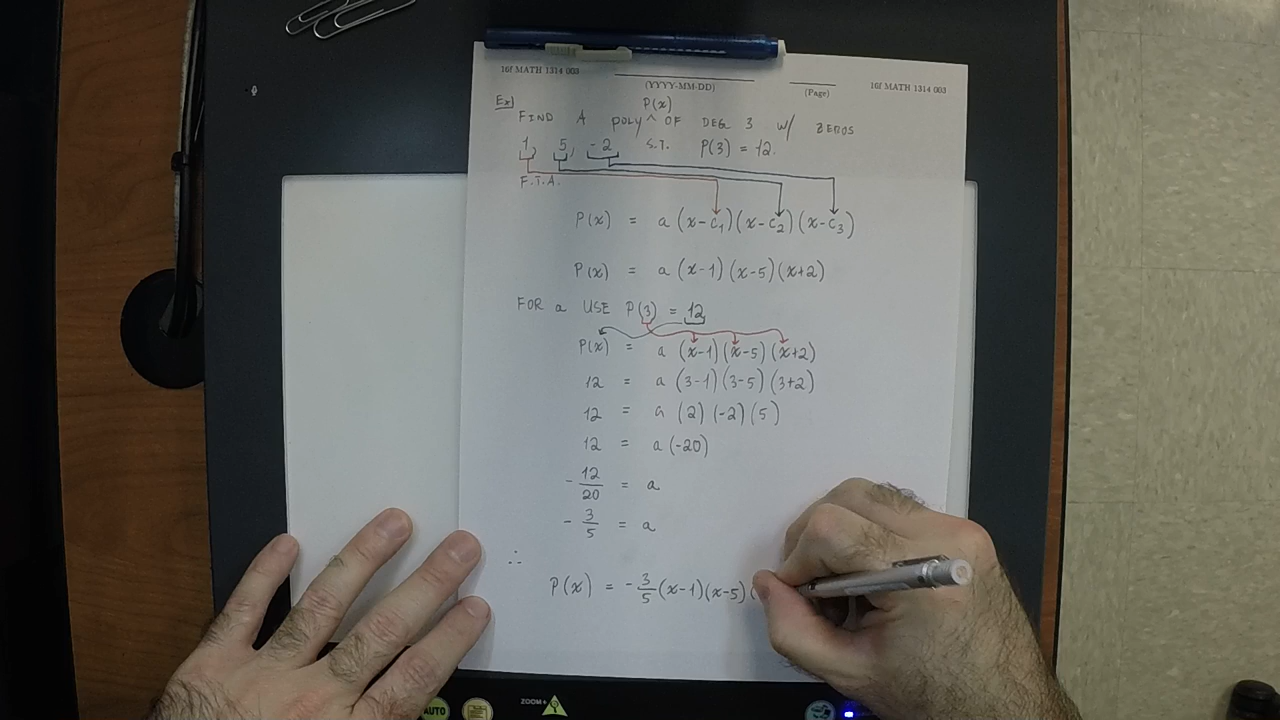 16f MATH 1314 003 (YYYY-MM-DD) (Page) 16f MATH 1314 003
Ex) FIND A poly ^ P(x) OF DEG 3 W/ ZEROS
1, 5, -2 S.T. P(3) = 12.
F.T.A.
P(x) = a (x-c₁)(x-c₂)(x-c₃)
P(x) = a (x-1)(x-5)(x+2)
FOR a USE P(3) = 12
P(x) = a (x-1)(x-5)(x+2)
12 = a (3-1)(3-5)(3+2)
12 = a (2)(-2)(5)
12 = a (-20)
-12/20 = a
-3/5 = a
∴
P(x) = -3/5 (x-1)(x-5)(
AUTO ZOOM+